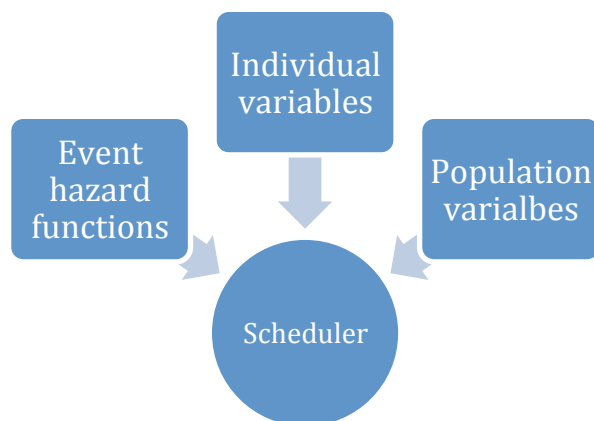 Individual
variables
Event
hazard
functions
Population
varialbes
Scheduler